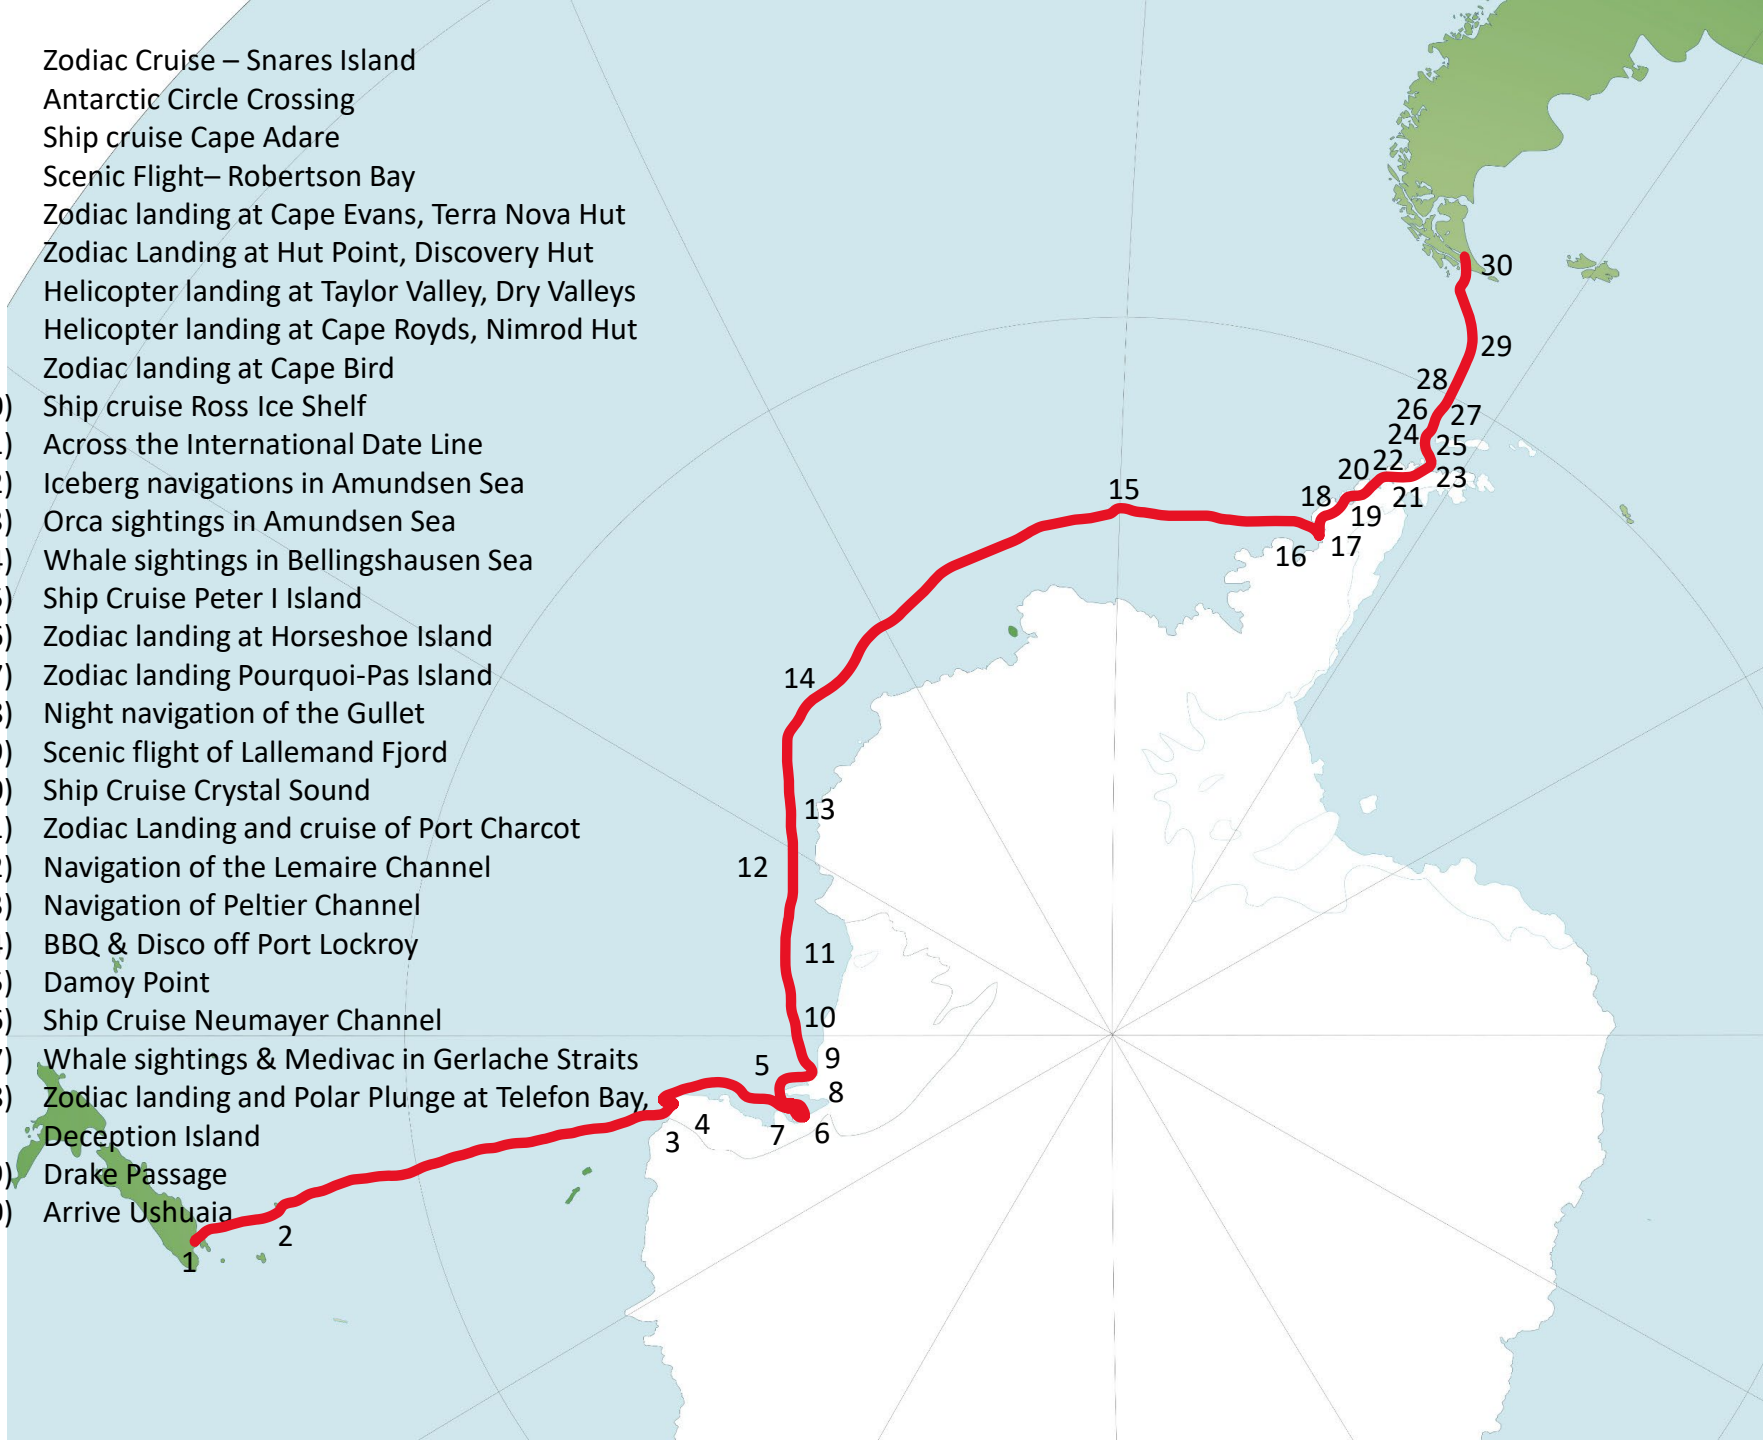 Zodiac Cruise – Snares Island
Antarctic Circle Crossing
Ship cruise Cape Adare
Scenic Flight– Robertson Bay
Zodiac landing at Cape Evans, Terra Nova Hut
Zodiac Landing at Hut Point, Discovery Hut
Helicopter landing at Taylor Valley, Dry Valleys
Helicopter landing at Cape Royds, Nimrod Hut
Zodiac landing at Cape Bird
) Ship cruise Ross Ice Shelf
) Across the International Date Line
) Iceberg navigations in Amundsen Sea
) Orca sightings in Amundsen Sea
) Whale sightings in Bellingshausen Sea
) Ship Cruise Peter I Island
) Zodiac landing at Horseshoe Island
) Zodiac landing Pourquoi-Pas Island
) Night navigation of the Gullet
) Scenic flight of Lallemand Fjord
) Ship Cruise Crystal Sound
) Zodiac Landing and cruise of Port Charcot
) Navigation of the Lemaire Channel
) Navigation of Peltier Channel
) BBQ & Disco off Port Lockroy
) Damoy Point
) Ship Cruise Neumayer Channel
) Whale sightings & Medivac in Gerlache Straits
) Zodiac landing and Polar Plunge at Telefon Bay,
Deception Island
) Drake Passage
) Arrive Ushuaia
30
29
28
26
27
24
25
22
23
20
21
18
19
15
17
16
14
13
12
11
10
9
5
8
4
6
7
3
2
1